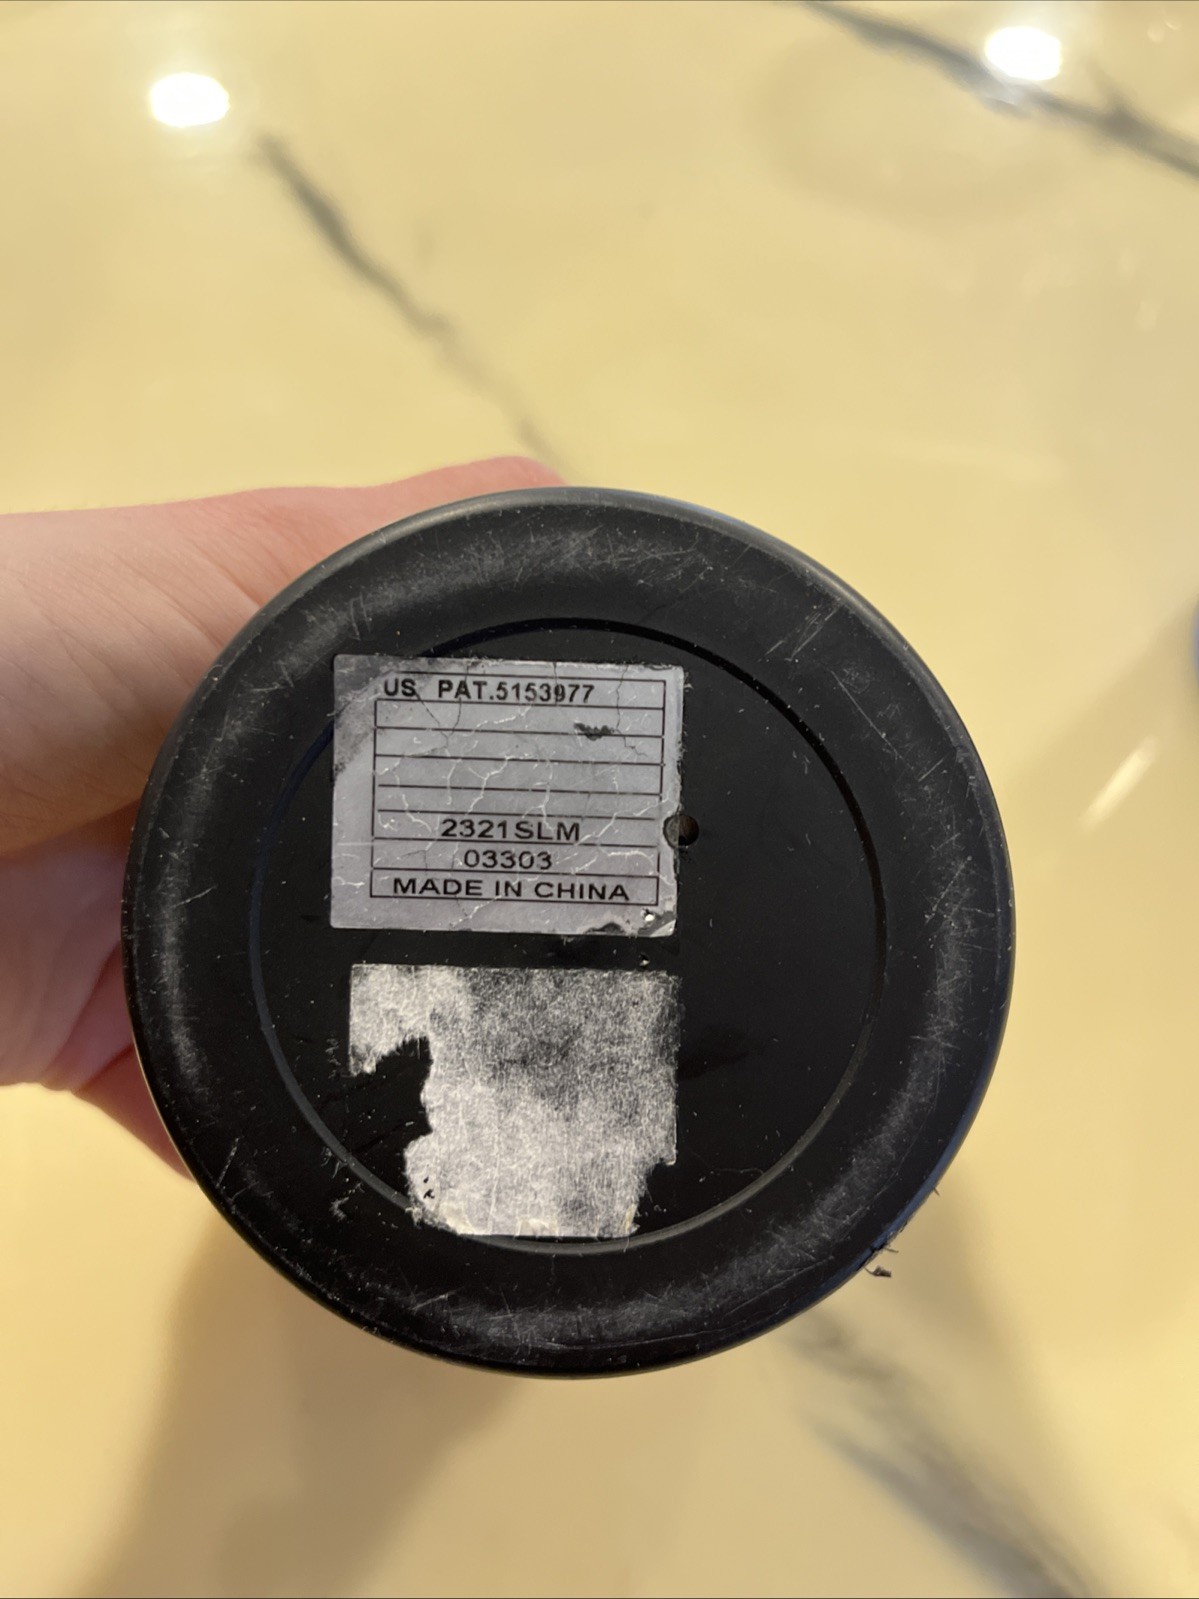 US PAT.5153977
2321SLM
03303
MADE IN CHINA